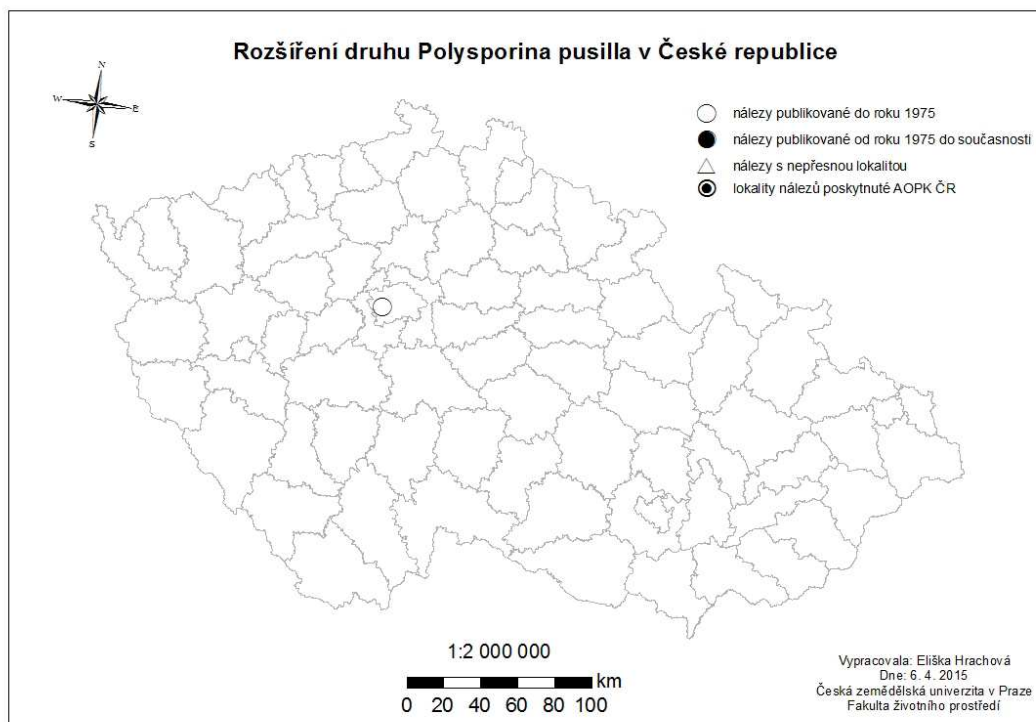 Rozšíření druhu Polysporina pusilla v České republice
N
W
E
S
nálezy publikované do roku 1975
nálezy publikované od roku 1975 do současnosti
nálezy s nepřesnou lokalitou
lokality nálezů poskytnuté AOPK ČR
1:2 000 000
km
0 20 40 60 80 100
Vypracovala: Eliška Hrachová
Dne: 6. 4. 2015
Česká zemědělská univerzita v Praze
Fakulta životního prostředí